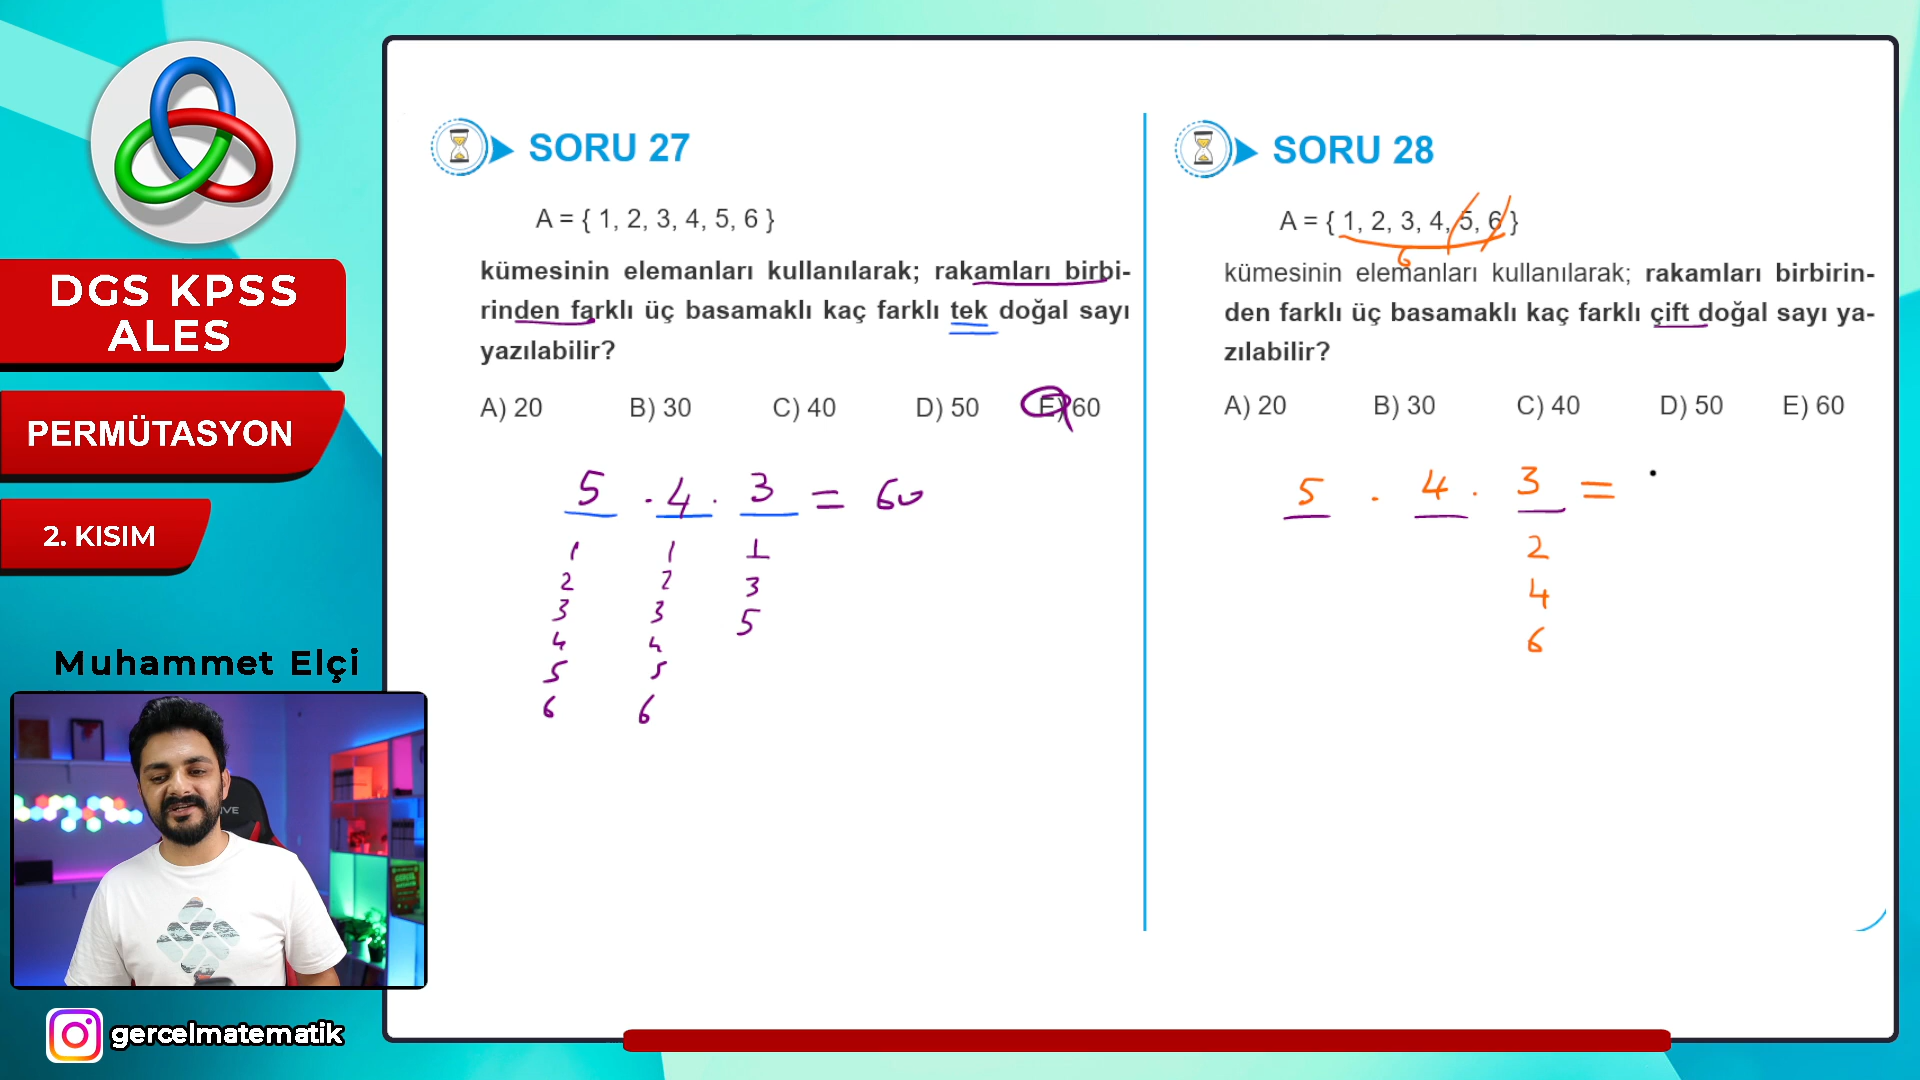 DGS KPSS
ALES
PERMÜTASYON
2. KISIM
Muhammet Elçi
gercelmatematik
SORU 27
A = { 1, 2, 3, 4, 5, 6 }
kümesinin elemanları kullanılarak; rakamları birbi-
rinden farklı üç basamaklı kaç farklı tek doğal sayı
yazılabilir?
A) 20 B) 30 C) 40 D) 50 E) 60
5 . 4 . 3 = 60
1 1 1
2 2 3
3 3 5
4 4
5 5
6 6
SORU 28
A = { 1, 2, 3, 4, 5, 6 }
6
kümesinin elemanları kullanılarak; rakamları birbirin-
den farklı üç basamaklı kaç farklı çift doğal sayı ya-
zılabilir?
A) 20 B) 30 C) 40 D) 50 E) 60
5 . 4 . 3 =
2
4
6